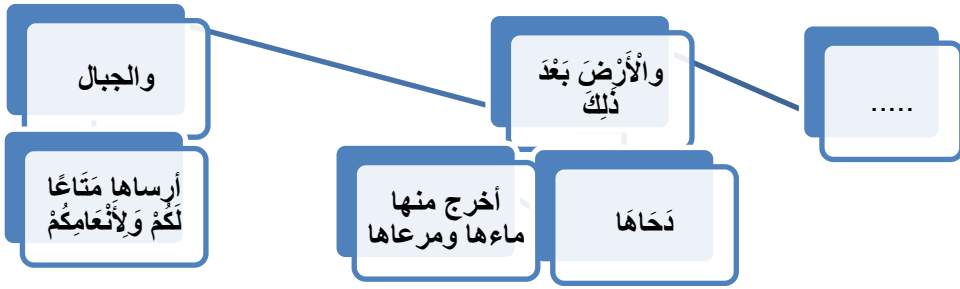 .....
والْأَرْضَ بَعْدَ
ذَلِكَ
والجبال
دَحَاهَا
أخرج منها
ماءها ومرعاها
أرساها مَتَاعًا
لَكُمْ وَلِأَنْعَامِكُمْ